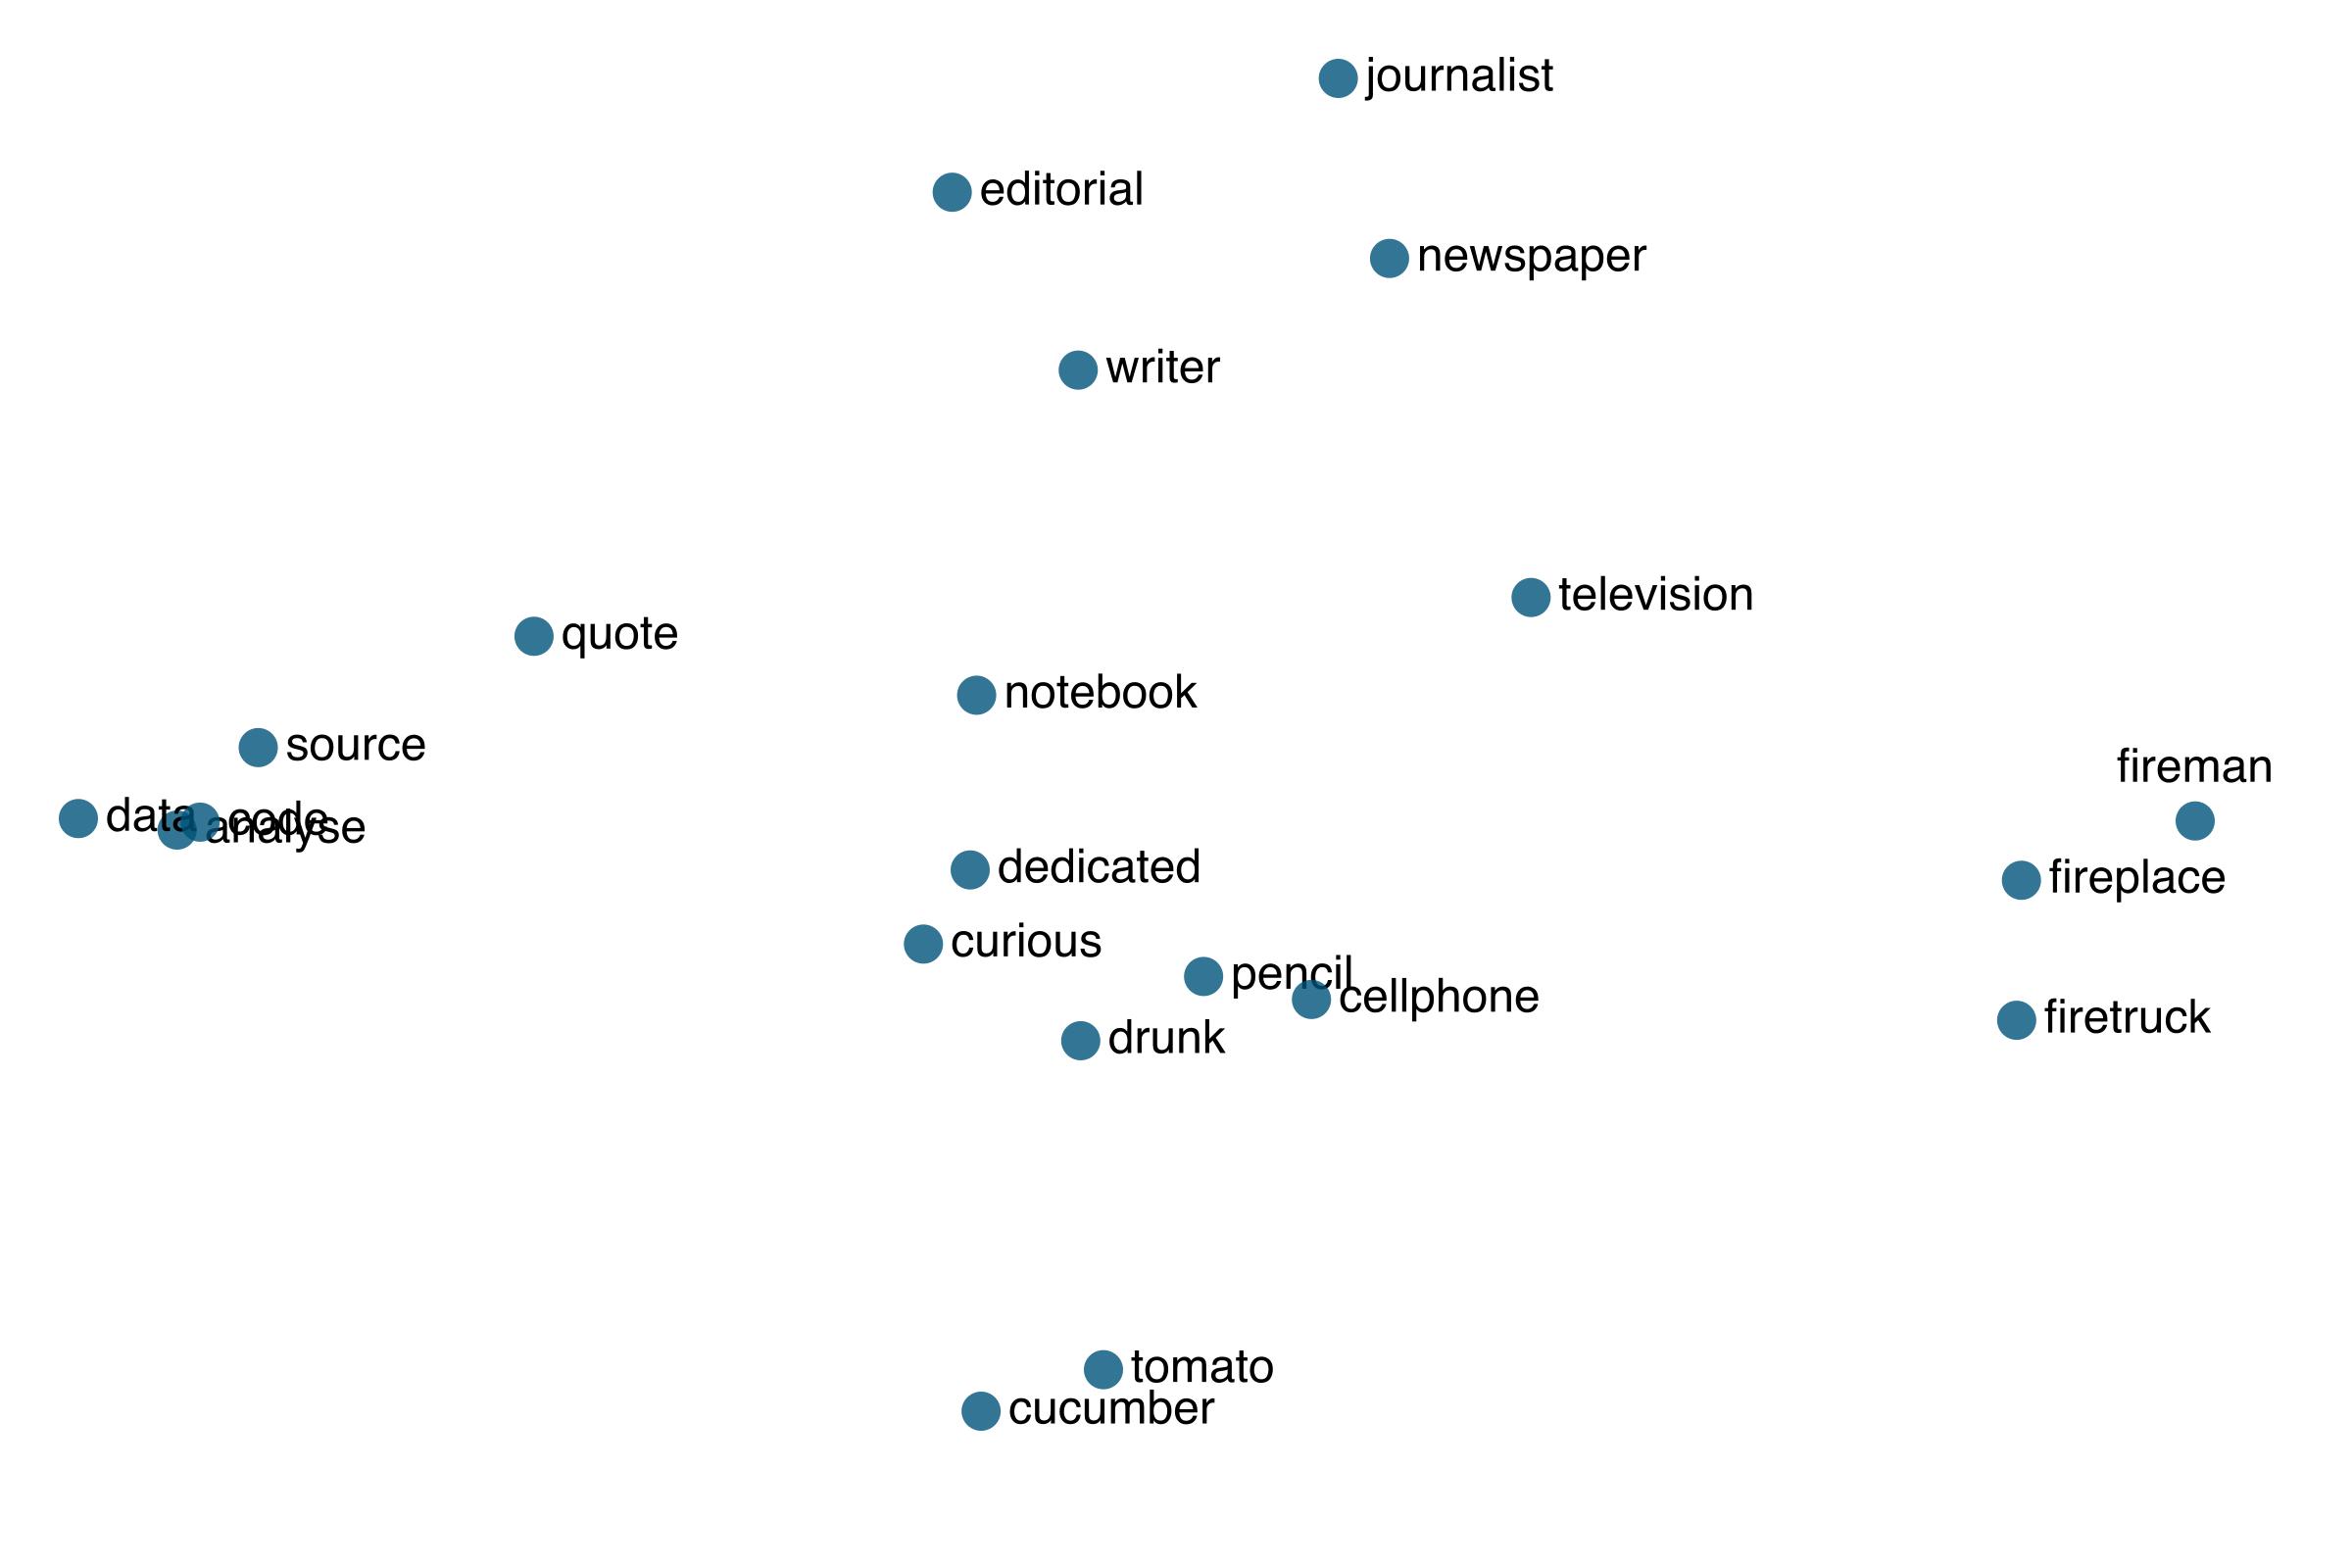 journalist
editorial
newspaper
writer
television
quote
notebook
source
fireman
data
code
analyse
dedicated
fireplace
curious
pencil
cellphone
firetruck
drunk
tomato
cucumber